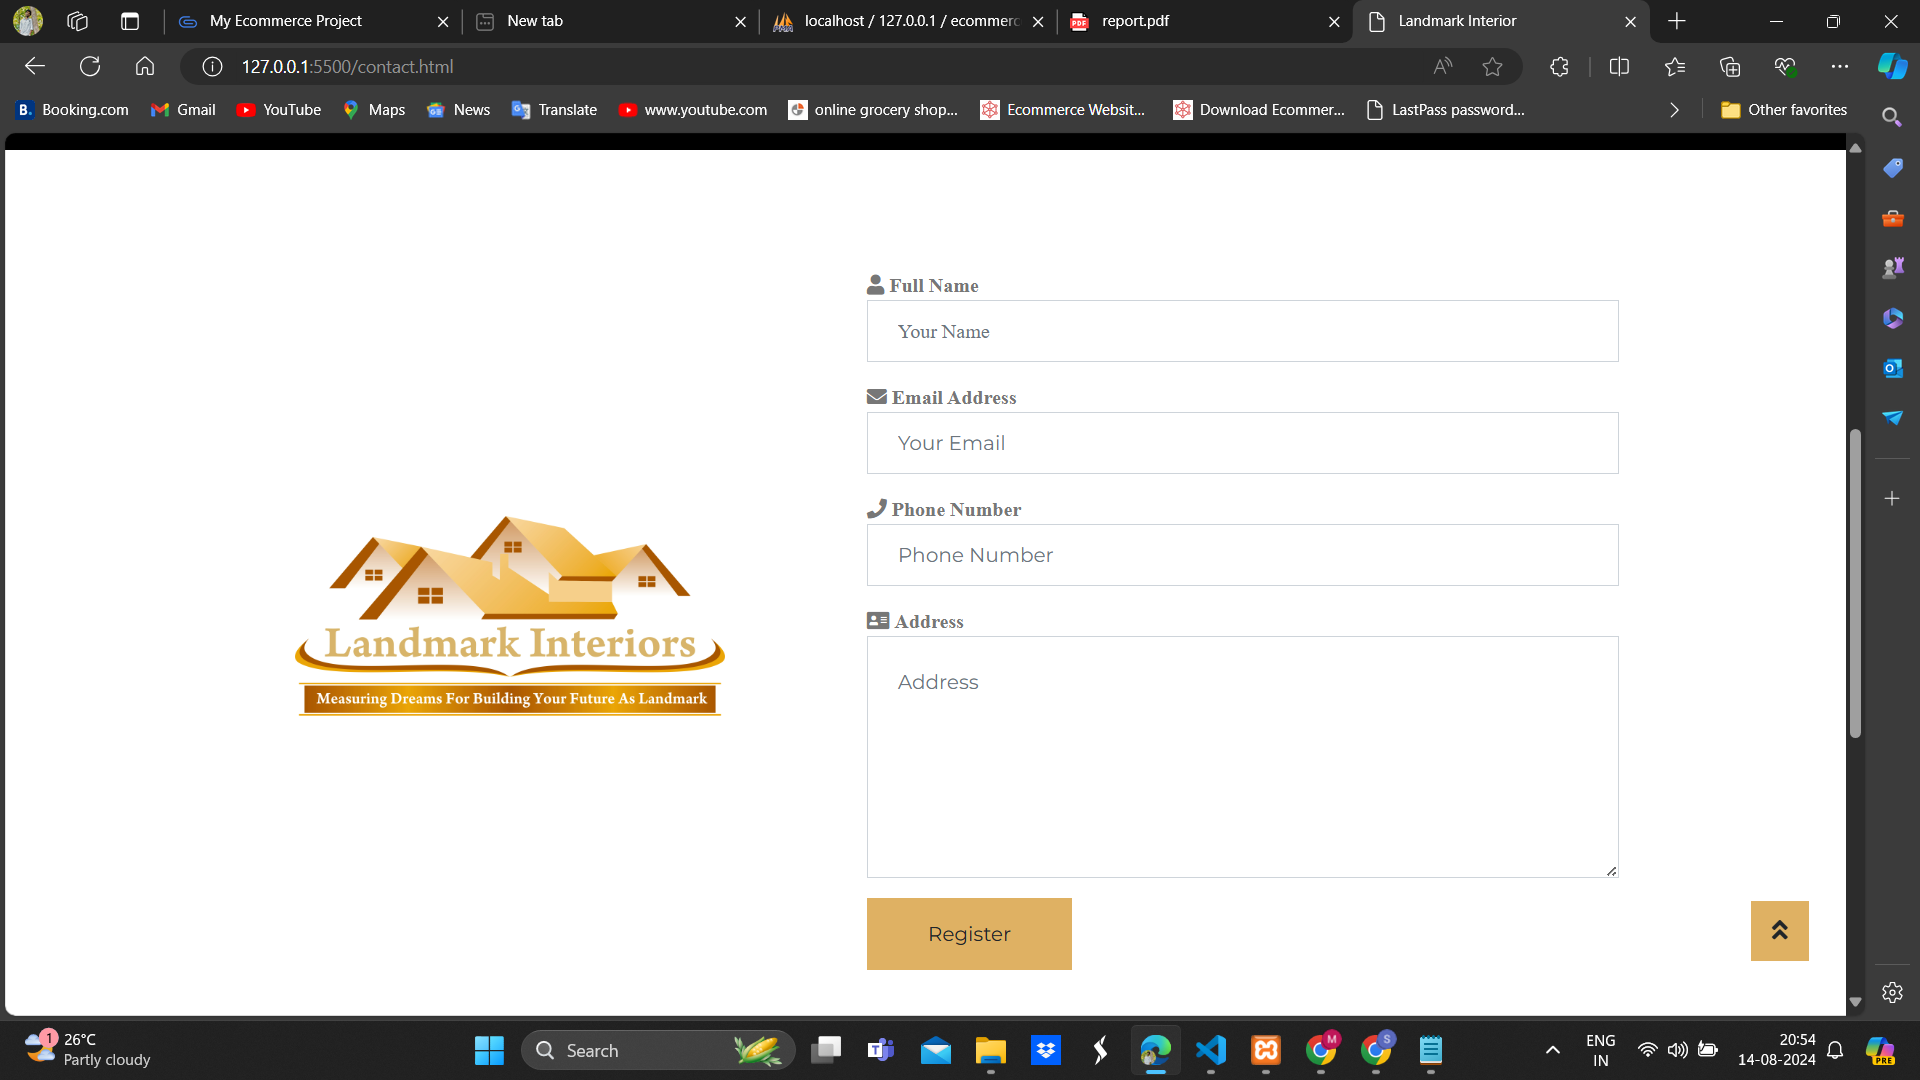 My Ecommerce Project
New tab
localhost / 127.0.0.1 / ecommerc
report.pdf
Landmark Interior
127.0.0.1:5500/contact.html
Booking.com
Gmail
YouTube
Maps
News
Translate
www.youtube.com
online grocery shop...
Ecommerce Websit...
Download Ecommer...
LastPass password...
Other favorites
Full Name
Your Name
Email Address
Your Email
Phone Number
Phone Number
Address
Address
Register
Landmark Interiors
Measuring Dreams For Building Your Future As Landmark
1
26°C
Partly cloudy
Search
M
S
ENG
IN
20:54
14-08-2024
PRE